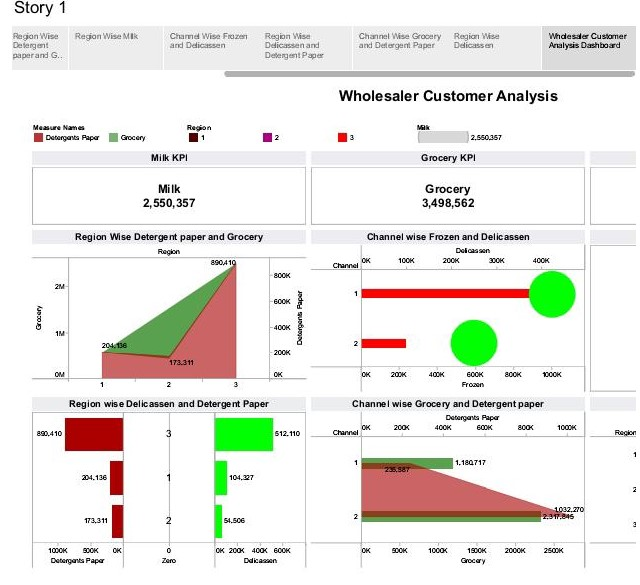 Story 1
Region Wise
Detergent
paper and G..
Region Wise Milk
Channel Wise Frozen
and Delicassen
Region Wise
Delicassen and
Detergent Paper
Channel Wise Grocery
and Detergent Paper
Region Wise
Delicassen
Wholesaler Customer
Analysis Dashboard
Wholesaler Customer Analysis
Measure Names
Detergents Paper
Grocery
Region
1
2
3
Milk
2,550,357
Milk KPI
Grocery KPI
Milk
2,550,357
Grocery
3,498,562
Region Wise Detergent paper and Grocery
Region
890,410
204,136
173,311
2M
1M
0M
Grocery
800K
600K
400K
200K
0K
Detergents Paper
1 2 3
Channel wise Frozen and Delicassen
Delicassen
Channel 0K 100K 200K 300K 400K
1
2
0K 200K 400K 600K 800K 1000K
Frozen
Region wise Delicassen and Detergent Paper
890,410 3 512,110
204,136 1 104,327
173,311 2 54,506
1000K 500K 0K 0 0K 200K 400K 600K
Detergents Paper Zero Delicassen
Channel wise Grocery and Detergent paper
Detergents Paper
Channel 0K 200K 400K 600K 800K 1000K
1 1,180,717
235,587
1,032,270
2 2,317,845
0K 500K 1000K 1500K 2000K 2500K
Grocery
Region
1
2
3